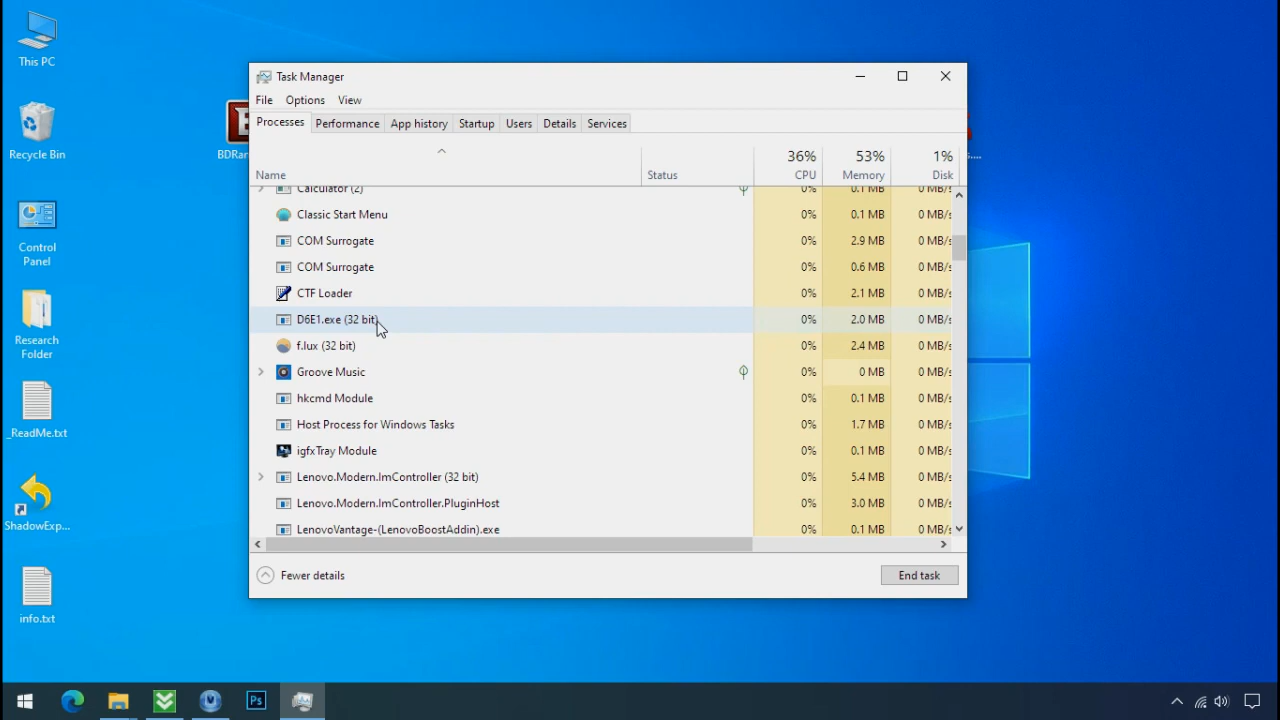 This PC
Recycle Bin
Control
Panel
Research
Folder
_ReadMe.txt
ShadowExp...
info.txt
Task Manager
File Options View
Processes Performance App history Startup Users Details Services
36% 53% 1%
Name Status CPU Memory Disk
Calculator (2) 0% 0.1 MB 0 MB/s
Classic Start Menu 0% 0.1 MB 0 MB/s
COM Surrogate 0% 2.9 MB 0 MB/s
COM Surrogate 0% 0.6 MB 0 MB/s
CTF Loader 0% 2.1 MB 0 MB/s
D6E1.exe (32 bit) 0% 2.0 MB 0 MB/s
f.lux (32 bit) 0% 2.4 MB 0 MB/s
Groove Music 0% 0 MB 0 MB/s
hkcmd Module 0% 0.1 MB 0 MB/s
Host Process for Windows Tasks 0% 1.7 MB 0 MB/s
igfxTray Module 0% 0.1 MB 0 MB/s
Lenovo.Modern.ImController (32 bit) 0% 5.4 MB 0 MB/s
Lenovo.Modern.ImController.PluginHost 0% 3.0 MB 0 MB/s
LenovoVantage-(LenovoBoostAddin).exe 0% 0.1 MB 0 MB/s
Fewer details End task
Ps